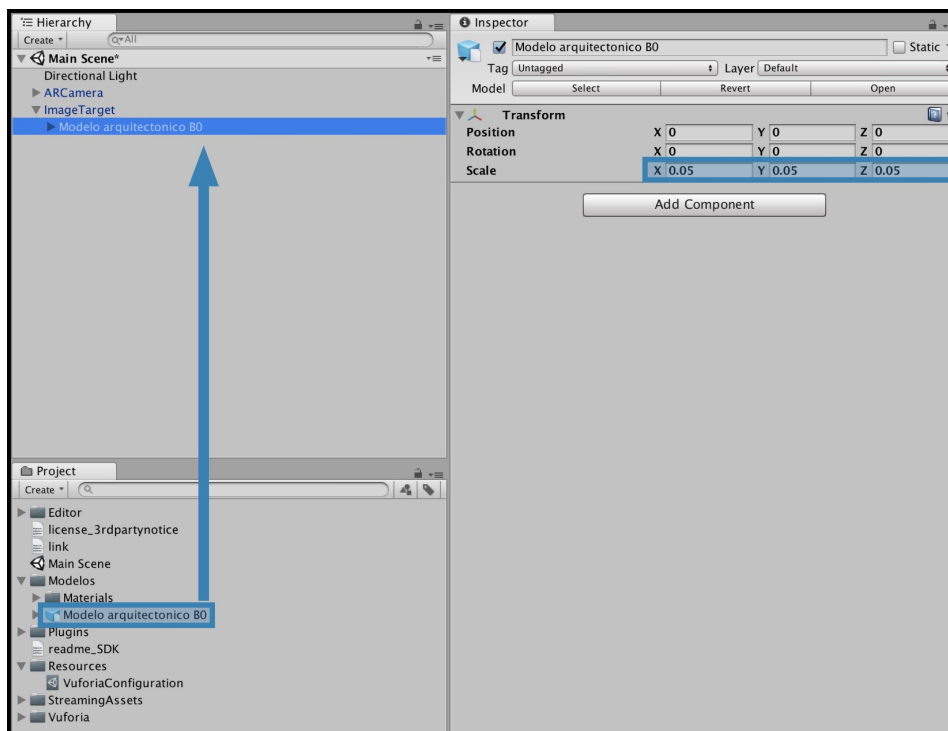 Hierarchy
Create
All
Main Scene*
Directional Light
ARCamera
ImageTarget
Modelo arquitectonico B0
Project
Create
Editor
license_3rdpartynotice
link
Main Scene
Modelos
Materials
Modelo arquitectonico B0
Plugins
readme_SDK
Resources
VuforiaConfiguration
StreamingAssets
Vuforia
Inspector
Modelo arquitectonico B0 Static
Tag Untagged Layer Default
Model Select Revert Open
Transform
Position X 0 Y 0 Z 0
Rotation X 0 Y 0 Z 0
Scale X 0.05 Y 0.05 Z 0.05
Add Component